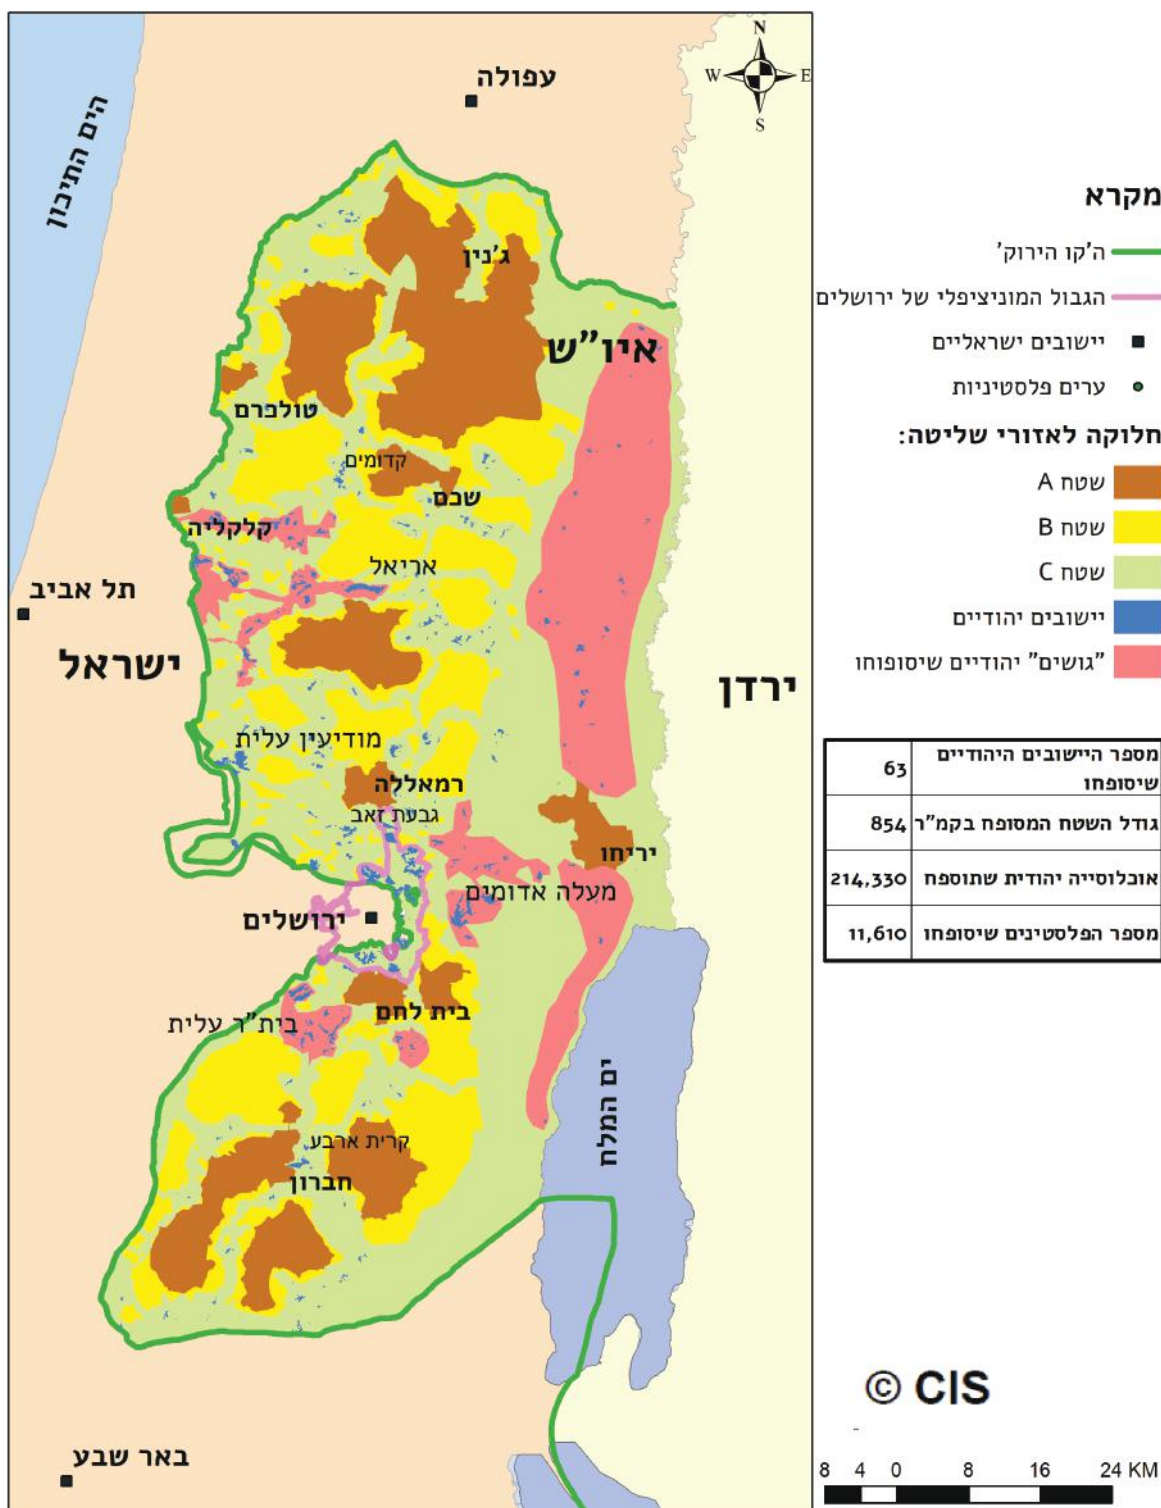 N
W E
S
עפולה
הים התיכון
ג'נין
איו"ש
טולכרם
קדומים
שכם
קלקליה
אריאל
תל אביב
ישראל
ירדן
מודיעין עלית
רמאללה
גבעת זאב
יריחו
מעלה אדומים
ירושלים
בית לחם
בית"ר עלית
ים המלח
קרית ארבע
חברון
באר שבע
מקרא
ה'קו הירוק'
הגבול המוניציפלי של ירושלים
יישובים ישראליים
ערים פלסטיניות
חלוקה לאזורי שליטה:
שטח A
שטח B
שטח C
יישובים יהודיים
"גושים" יהודיים שיסופוחו
מספר היישובים היהודיים שיסופחו 63
גודל השטח המסופח בקמ"ר 854
אוכלוסייה יהודית שתוספח 214,330
מספר הפלסטינים שיסופחו 11,610
© CIS
8 4 0 8 16 24 KM